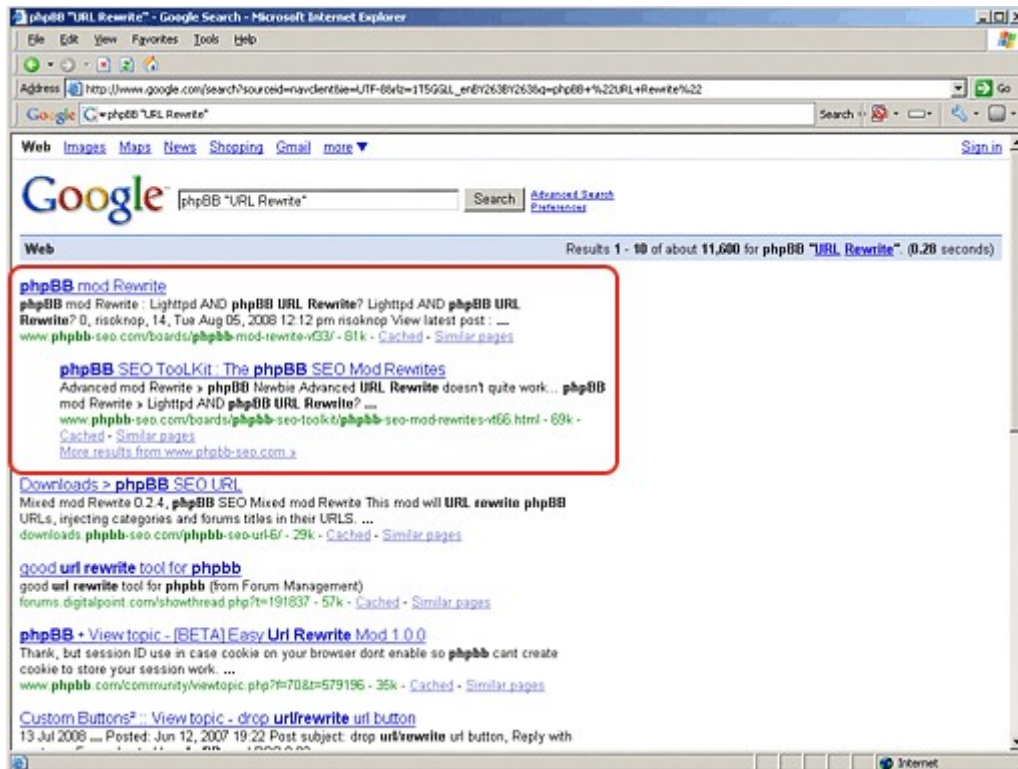 phpBB "URL Rewrite" - Google Search - Microsoft Internet Explorer
File Edit View Favorites Tools Help
Address http://www.google.com/search?sourceid=navclient&ie=UTF-8&rlz=1T5GGLL_enBY263BY263&q=phpBB+%22URL+Rewrite%22 Go
Google phpBB "URL Rewrite" Search
Web Images Maps News Shopping Gmail more ▼ Sign in
Google phpBB "URL Rewrite" Search Advanced Search
Preferences
Web Results 1 - 10 of about 11,600 for phpBB "URL Rewrite". (0.28 seconds)
phpBB mod Rewrite
phpBB mod Rewrite : Lighttpd AND phpBB URL Rewrite? Lighttpd AND phpBB URL
Rewrite? 0, risoknop, 14, Tue Aug 05, 2008 12:12 pm risoknop View latest post : ...
www.phpbb-seo.com/boards/phpbb-mod-rewrite-vf33/ - 81k - Cached - Similar pages
phpBB SEO TooLKit : The phpBB SEO Mod Rewrites
Advanced mod Rewrite » phpBB Newbie Advanced URL Rewrite doesn't quite work... phpBB
mod Rewrite » Lighttpd AND phpBB URL Rewrite? ...
www.phpbb-seo.com/boards/phpbb-seo-toolkit/phpbb-seo-mod-rewrites-vt66.html - 69k -
Cached - Similar pages
More results from www.phpbb-seo.com »
Downloads > phpBB SEO URL
Mixed mod Rewrite 0.2.4, phpBB SEO Mixed mod Rewrite This mod will URL rewrite phpBB
URLs, injecting categories and forums titles in their URLS. ...
downloads.phpbb-seo.com/phpbb-seo-url-6/ - 29k - Cached - Similar pages
good url rewrite tool for phpbb
good url rewrite tool for phpbb (from Forum Management)
forums.digitalpoint.com/showthread.php?t=191837 - 57k - Cached - Similar pages
phpBB • View topic - [BETA] Easy Url Rewrite Mod 1.0.0
Thank, but session ID use in case cookie on your browser dont enable so phpbb cant create
cookie to store your session work. ...
www.phpbb.com/community/viewtopic.php?f=70&t=579196 - 35k - Cached - Similar pages
Custom Buttons² :: View topic - drop url/rewrite url button
13 Jul 2008 ... Posted: Jun 12, 2007 19:22 Post subject: drop url/rewrite url button, Reply with
Internet